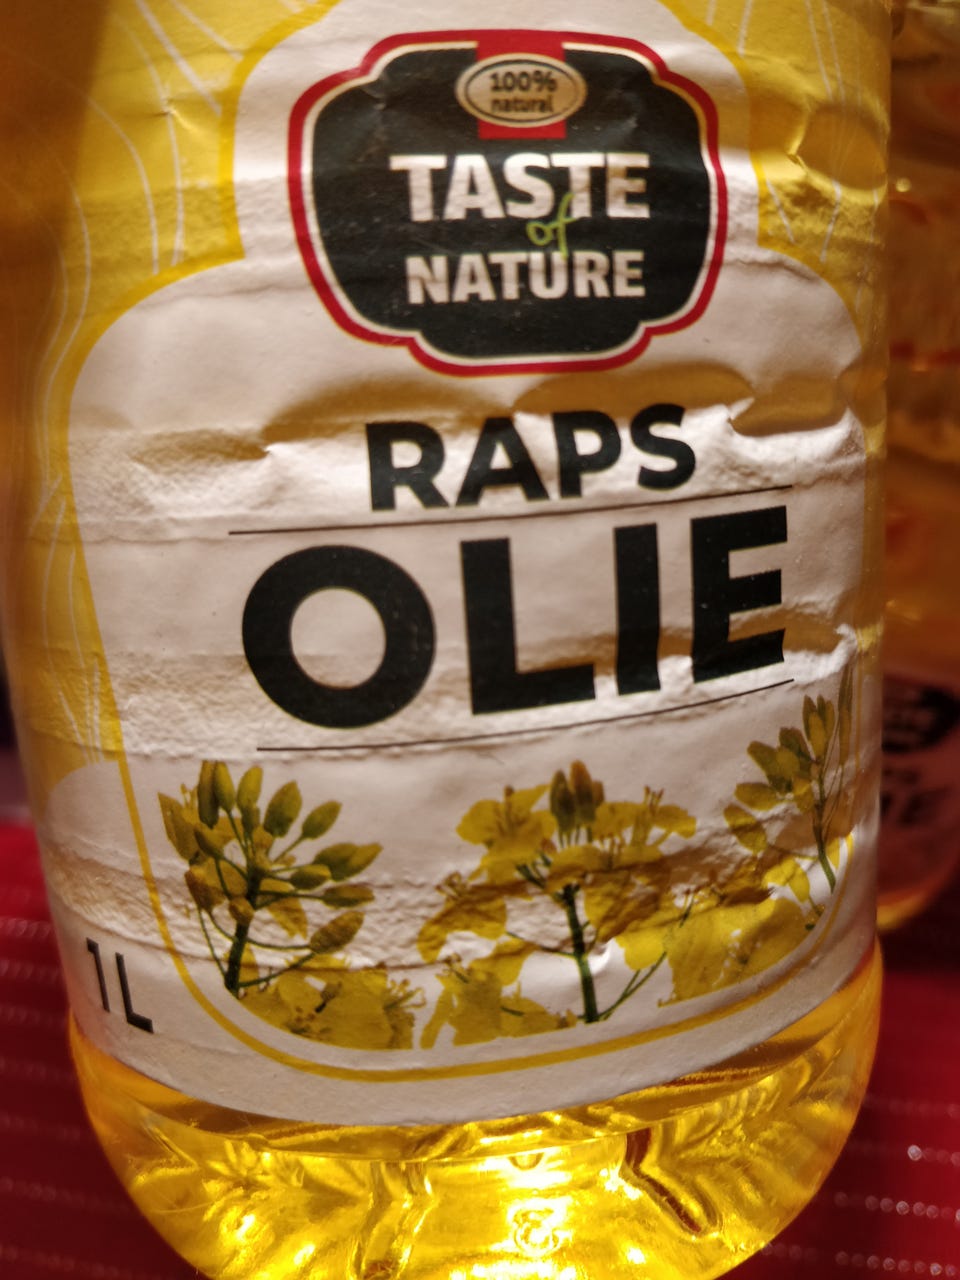 100%
natural
TASTE
of
NATURE
RAPS
OLIE
1L